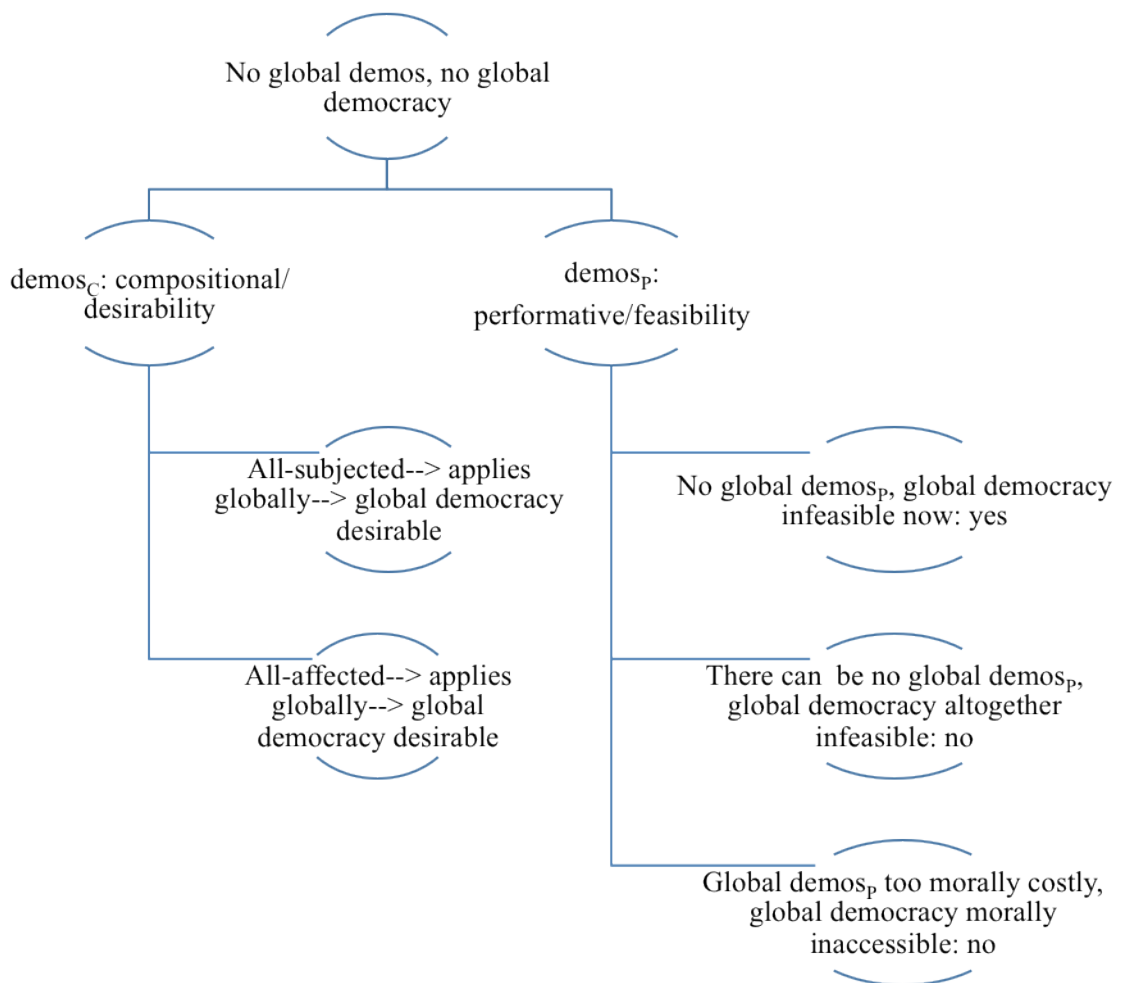 No global demos, no global
democracy
demosC: compositional/
desirability
demosP:
performative/feasibility
All-subjected--> applies
globally--> global democracy
desirable
All-affected--> applies
globally--> global
democracy desirable
No global demosP, global democracy
infeasible now: yes
There can  be no global demosP,
global democracy altogether
infeasible: no
Global demosP too morally costly,
global democracy morally
inaccessible: no